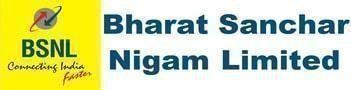 BSNL
Connecting India
Faster
Bharat Sanchar
Nigam Limited